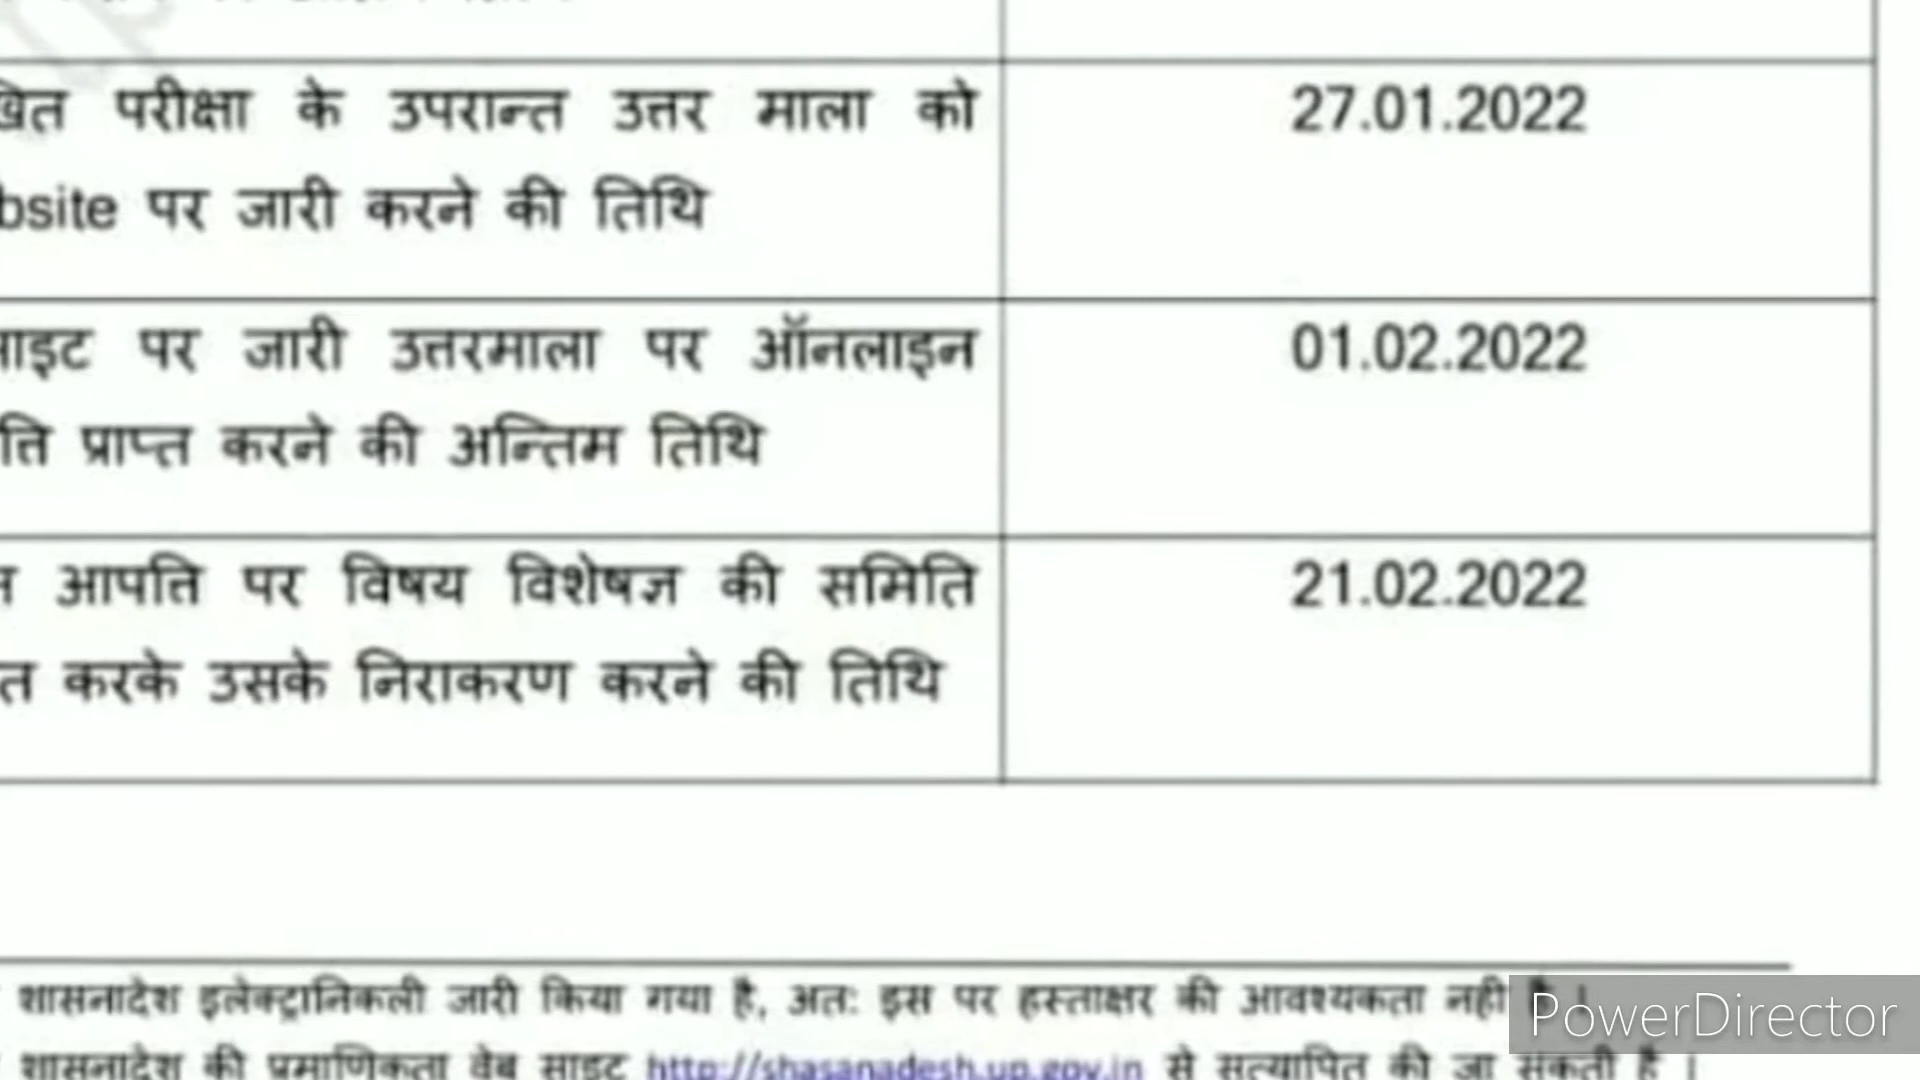 परीक्षा के उपरान्त उत्तर माला को
27.01.2022
bsite पर जारी करने की तिथि
पर जारी उत्तरमाला पर ऑनलाइन
01.02.2022
त्ति प्राप्त करने की अन्तिम तिथि
आपत्ति पर विषय विशेषज्ञ की समिति
21.02.2022
त करके उसके निराकरण करने की तिथि
शासनादेश इलेक्ट्रानिकली जारी किया गया है, अतः इस पर हस्ताक्षर की आवश्यकता नही है ।
शासनादेश की प्रमाणिकता वेब साइट http://shasanadesh.up.gov.in से सत्यापित की जा सकती है ।
PowerDirector